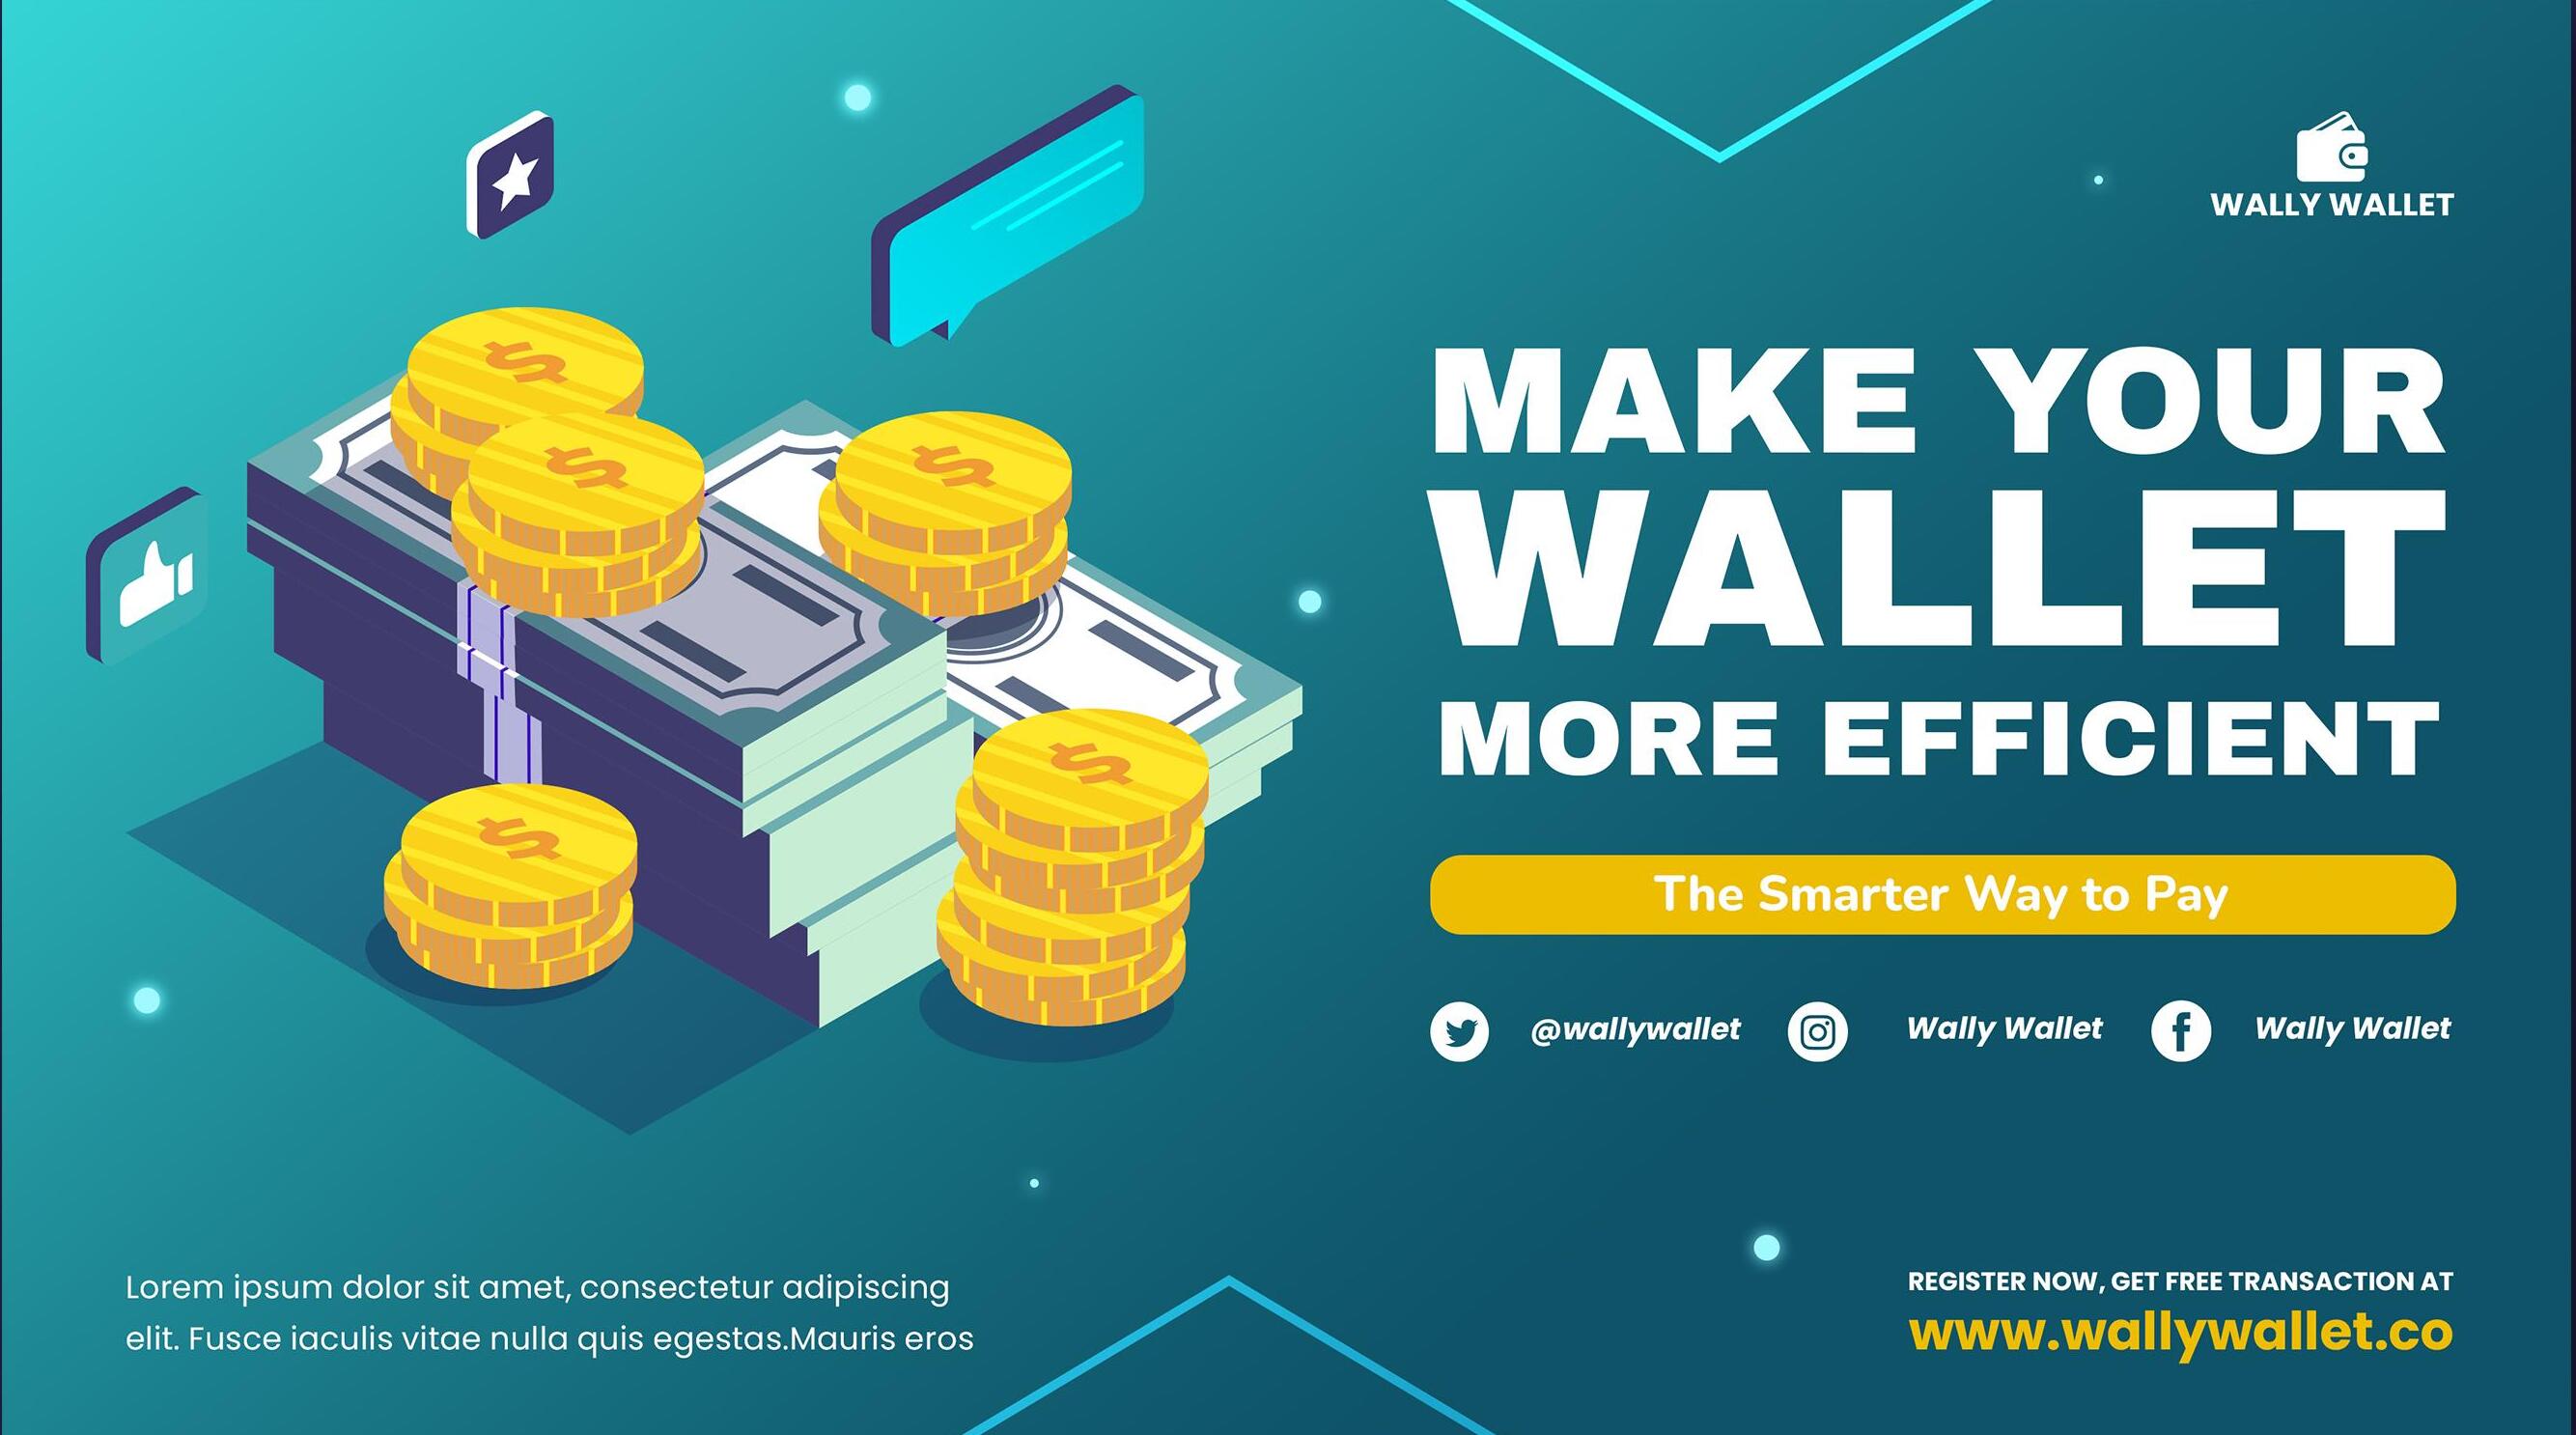 WALLY WALLET
MAKE YOUR
WALLET
MORE EFFICIENT
The Smarter Way to Pay
@wallywallet
Wally Wallet
Wally Wallet
Lorem ipsum dolor sit amet, consectetur adipiscing
elit. Fusce iaculis vitae nulla quis egestas.Mauris eros
REGISTER NOW, GET FREE TRANSACTION AT
www.wallywallet.co